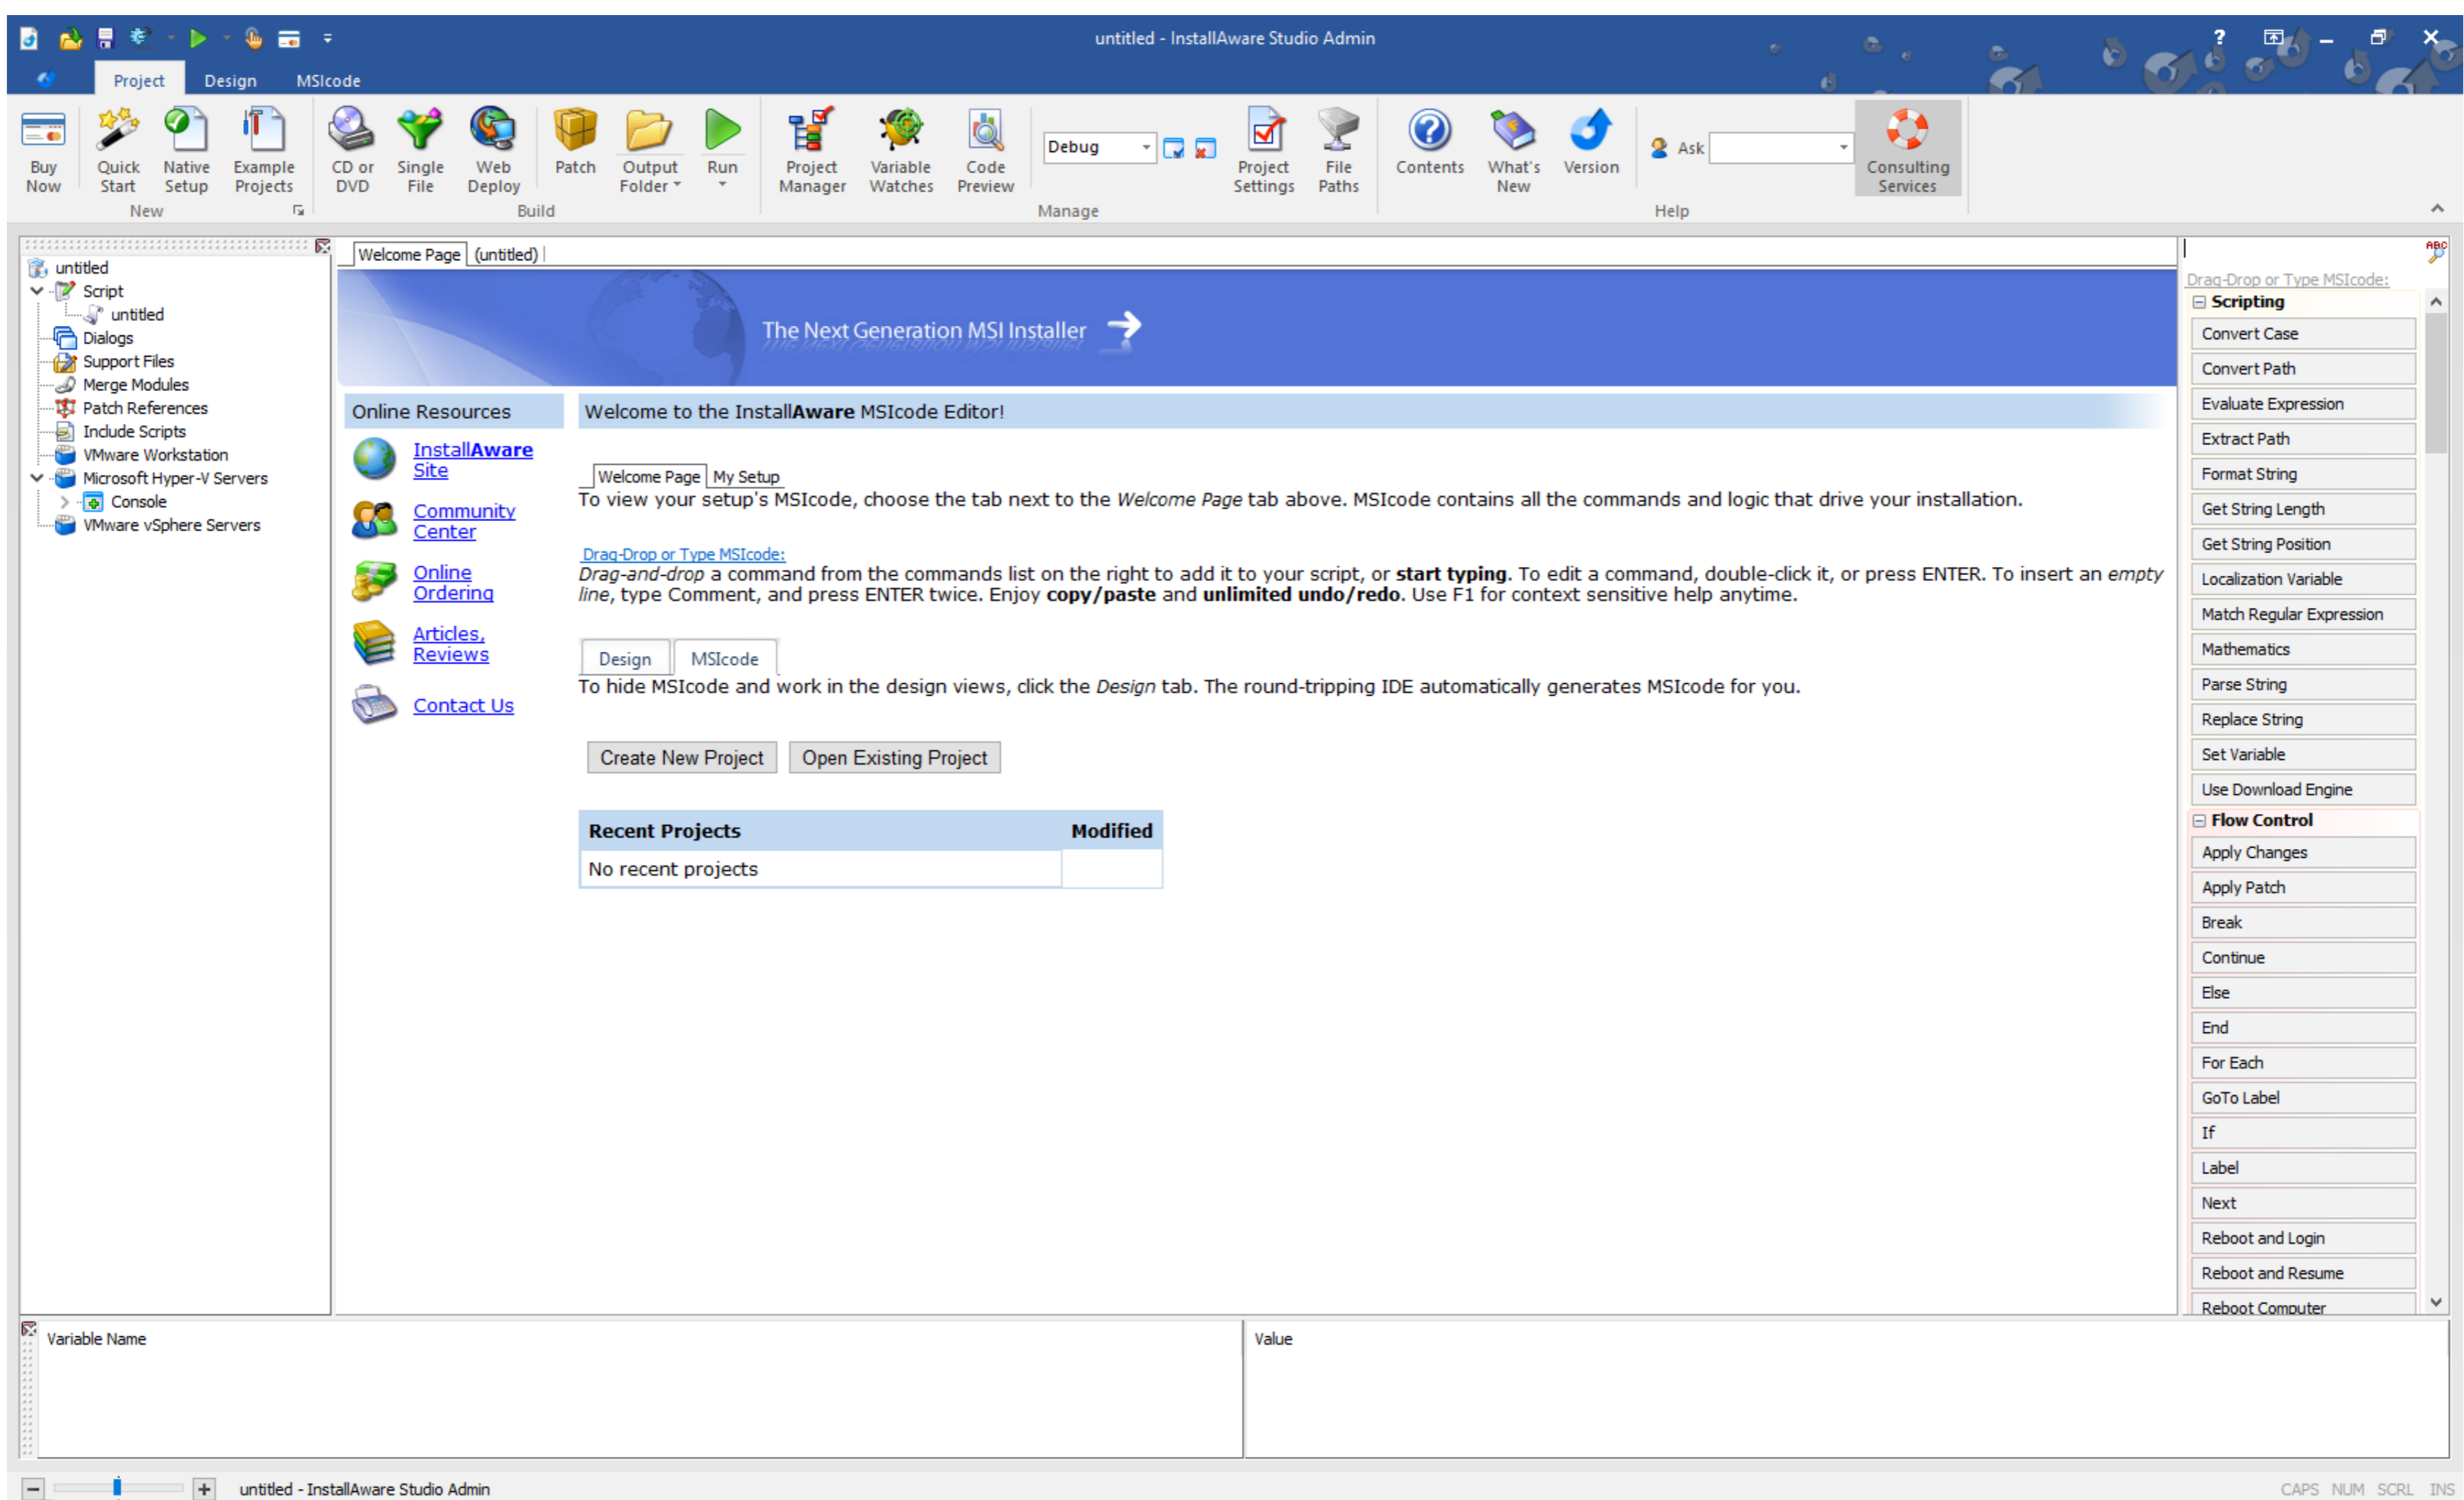 untitled - InstallAware Studio Admin
?
Project Design MSIcode
Buy Now
Quick Start
Native Setup
Example Projects
New
CD or DVD
Single File
Web Deploy
Patch
Output Folder
Run
Build
Project Manager
Variable Watches
Code Preview
Debug
Project Settings
File Paths
Manage
Contents
What's New
Version
Ask
Consulting Services
Help
untitled
Script
untitled
Dialogs
Support Files
Merge Modules
Patch References
Include Scripts
VMware Workstation
Microsoft Hyper-V Servers
Console
VMware vSphere Servers
Welcome Page (untitled)
The Next Generation MSI Installer
Online Resources
InstallAware
Site
Community
Center
Online
Ordering
Articles,
Reviews
Contact Us
Welcome to the InstallAware MSIcode Editor!
Welcome Page My Setup
To view your setup's MSIcode, choose the tab next to the Welcome Page tab above. MSIcode contains all the commands and logic that drive your installation.
Drag-Drop or Type MSIcode:
Drag-and-drop a command from the commands list on the right to add it to your script, or start typing. To edit a command, double-click it, or press ENTER. To insert an empty
line, type Comment, and press ENTER twice. Enjoy copy/paste and unlimited undo/redo. Use F1 for context sensitive help anytime.
Design MSIcode
To hide MSIcode and work in the design views, click the Design tab. The round-tripping IDE automatically generates MSIcode for you.
Create New Project Open Existing Project
Recent Projects Modified
No recent projects
ABC
Drag-Drop or Type MSIcode:
Scripting
Convert Case
Convert Path
Evaluate Expression
Extract Path
Format String
Get String Length
Get String Position
Localization Variable
Match Regular Expression
Mathematics
Parse String
Replace String
Set Variable
Use Download Engine
Flow Control
Apply Changes
Apply Patch
Break
Continue
Else
End
For Each
GoTo Label
If
Label
Next
Reboot and Login
Reboot and Resume
Reboot Computer
Variable Name Value
untitled - InstallAware Studio Admin
CAPS NUM SCRL INS